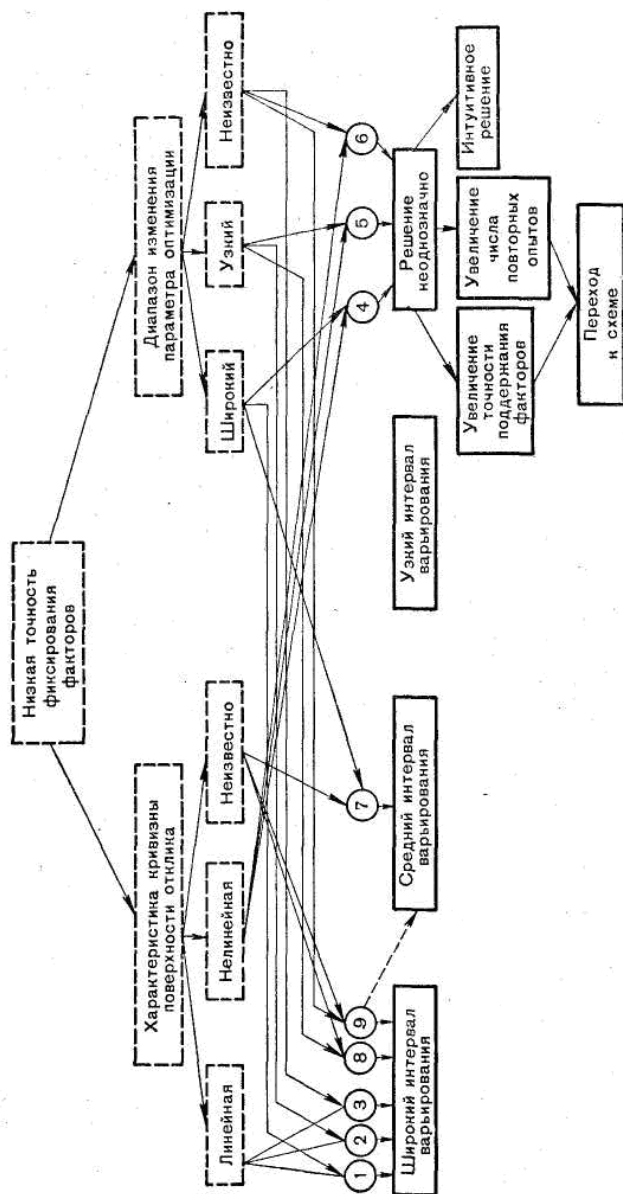 Низкая точность
фиксирования
факторов
Характеристика кривизны
поверхности отклика
Диапазон изменения
параметра оптимизации
Линейная
Нелинейная
Неизвестно
Широкий
Узкий
Неизвестно
1
2
3
8
9
7
4
5
6
Широкий интервал
варьирования
Средний интервал
варьирования
Узкий интервал
варьирования
Решение
неоднозначно
Увеличение
точности
поддержания
факторов
Увеличение
числа
повторных
опытов
Интуитивное
решение
Переход
к схеме